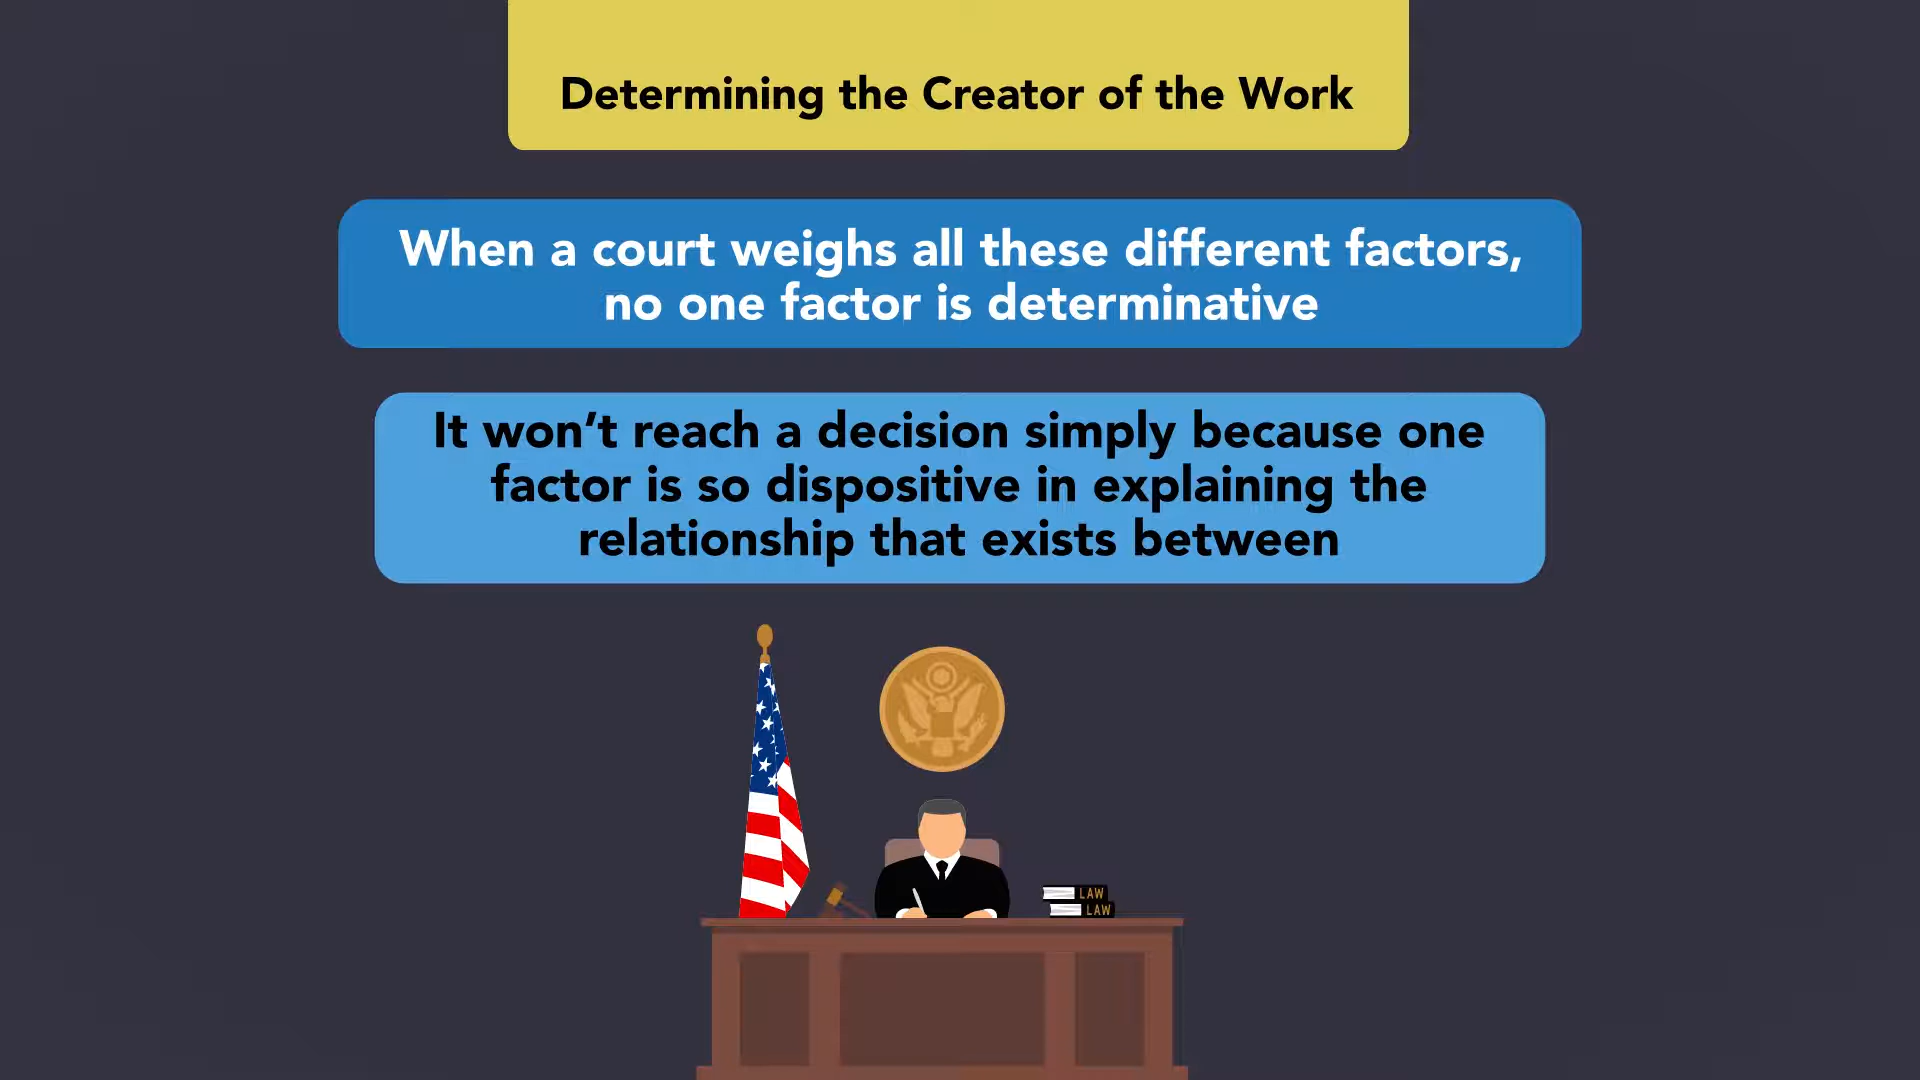 Determining the Creator of the Work
When a court weighs all these different factors,
no one factor is determinative
It won’t reach a decision simply because one
factor is so dispositive in explaining the
relationship that exists between
LAW
LAW